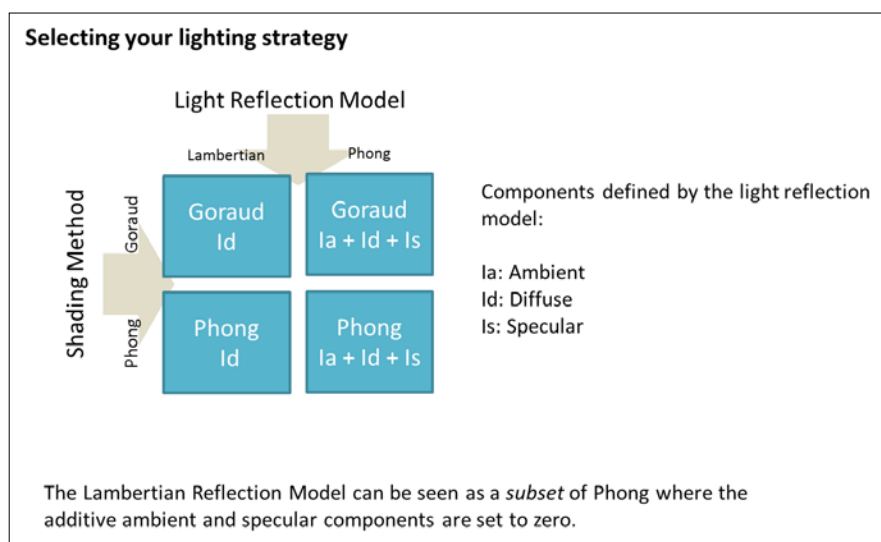 Selecting your lighting strategy
Light Reflection Model
Lambertian
Phong
Shading Method
Goraud
Phong
Goraud
Id
Goraud
Ia + Id + Is
Phong
Id
Phong
Ia + Id + Is
Components defined by the light reflection
model:
Ia: Ambient
Id: Diffuse
Is: Specular
The Lambertian Reflection Model can be seen as a subset of Phong where the
additive ambient and specular components are set to zero.